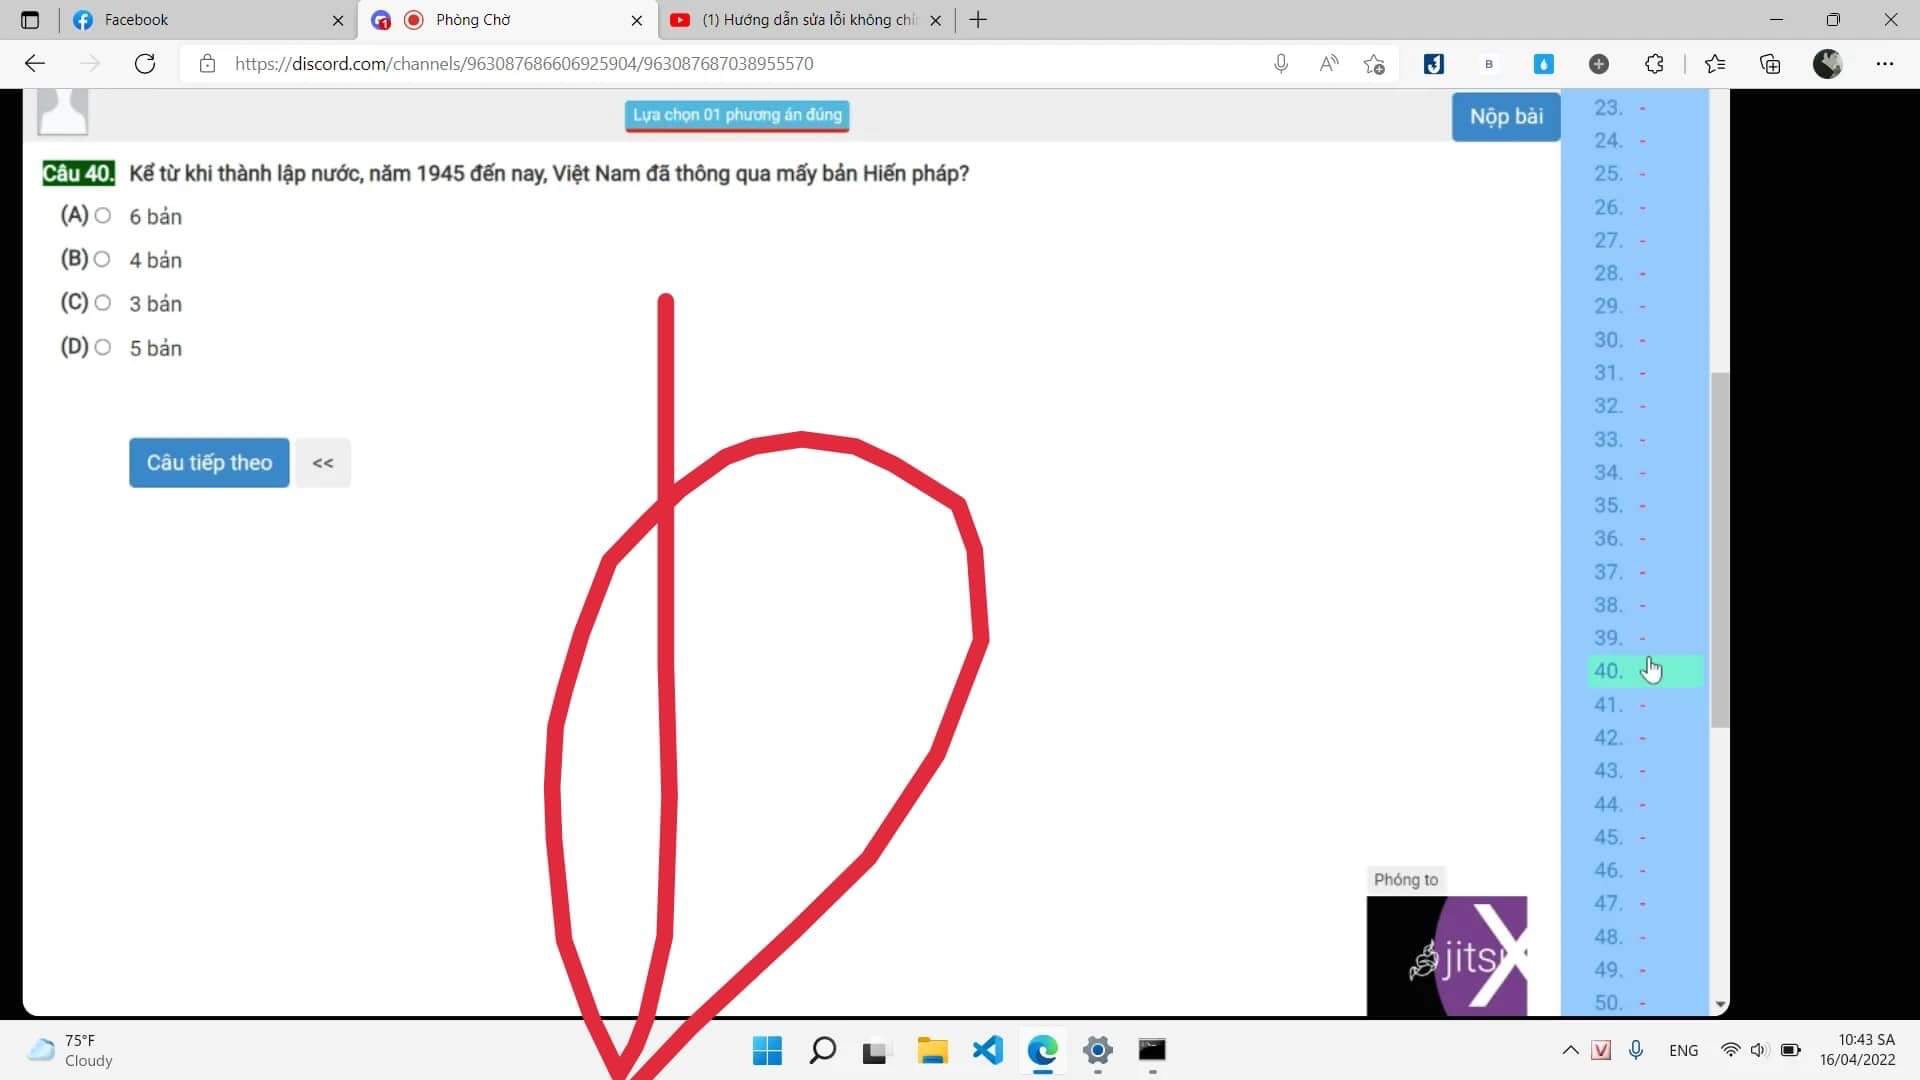 Facebook
Phòng Chờ
(1) Hướng dẫn sửa lỗi không chỉ
https://discord.com/channels/963087686606925904/963087687038955570
Lựa chọn 01 phương án đúng
Nộp bài
Câu 40. Kể từ khi thành lập nước, năm 1945 đến nay, Việt Nam đã thông qua mấy bản Hiến pháp?
(A) 6 bản
(B) 4 bản
(C) 3 bản
(D) 5 bản
Câu tiếp theo <<
23. -
24. -
25. -
26. -
27. -
28. -
29. -
30. -
31. -
32. -
33. -
34. -
35. -
36. -
37. -
38. -
39. -
40.
41. -
42. -
43. -
44. -
45. -
46. -
47. -
48. -
49. -
50. -
Phóng to
jitsi
75°F
Cloudy
ENG
10:43 SA
16/04/2022